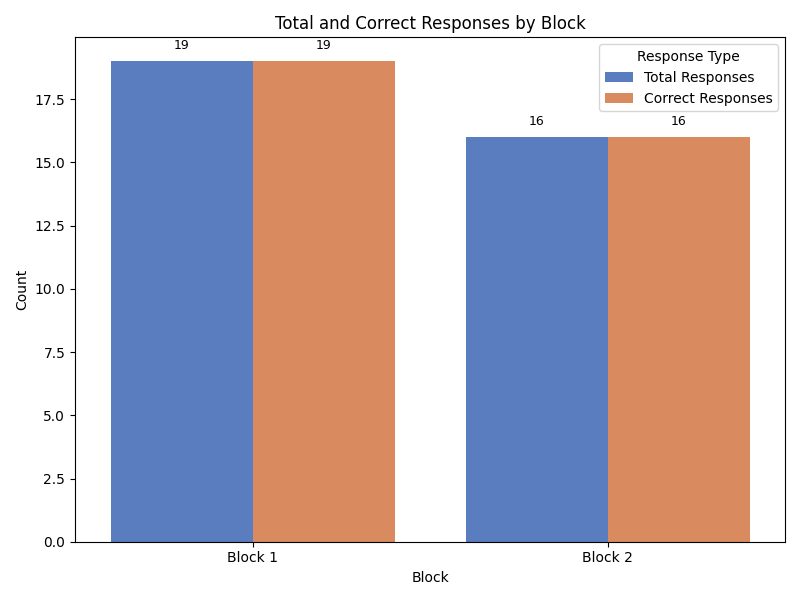 Total and Correct Responses by Block
19
19
16
16
Response Type
Total Responses
Correct Responses
17.5
15.0
12.5
10.0
7.5
5.0
2.5
0.0
Count
Block 1
Block 2
Block